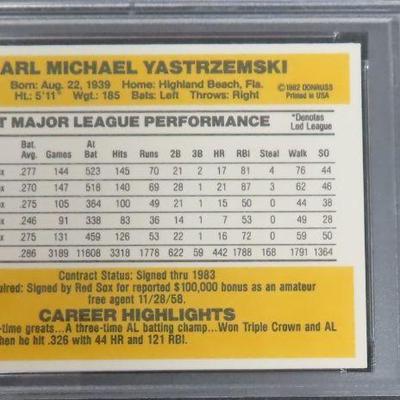 ARL MICHAEL YASTRZEMSKI
Born: Aug. 22, 1939 Home: Highland Beach, Fla.
Ht.: 5'11" Wgt.: 185 Bats: Left Throws: Right
©1982 DONRUSS
Printed in USA
T MAJOR LEAGUE PERFORMANCE
*Denotes
Led League
Bat. Avg. Games At Bat Hits Runs 2B 3B HR RBI Steal Walk SO
x .277 144 523 145 70 21 2 17 81 4 76 44
x .270 147 518 140 69 28 1 21 87 3 62 46
x .275 105 364 100 49 21 1 15 50 0 38 28
x .246 91 338 83 36 14 1 7 53 0 49 28
x .275 131 459 126 53 22 1 16 72 0 59 50
.286 3189 11608 3318 1778 622 59 442 1788 168 1791 1364
Contract Status: Signed thru 1983
uired: Signed by Red Sox for reported $100,000 bonus as an amateur
free agent 11/28/58.
CAREER HIGHLIGHTS
-time greats...A three-time AL batting champ...Won Triple Crown and AL
hen he hit .326 with 44 HR and 121 RBI.